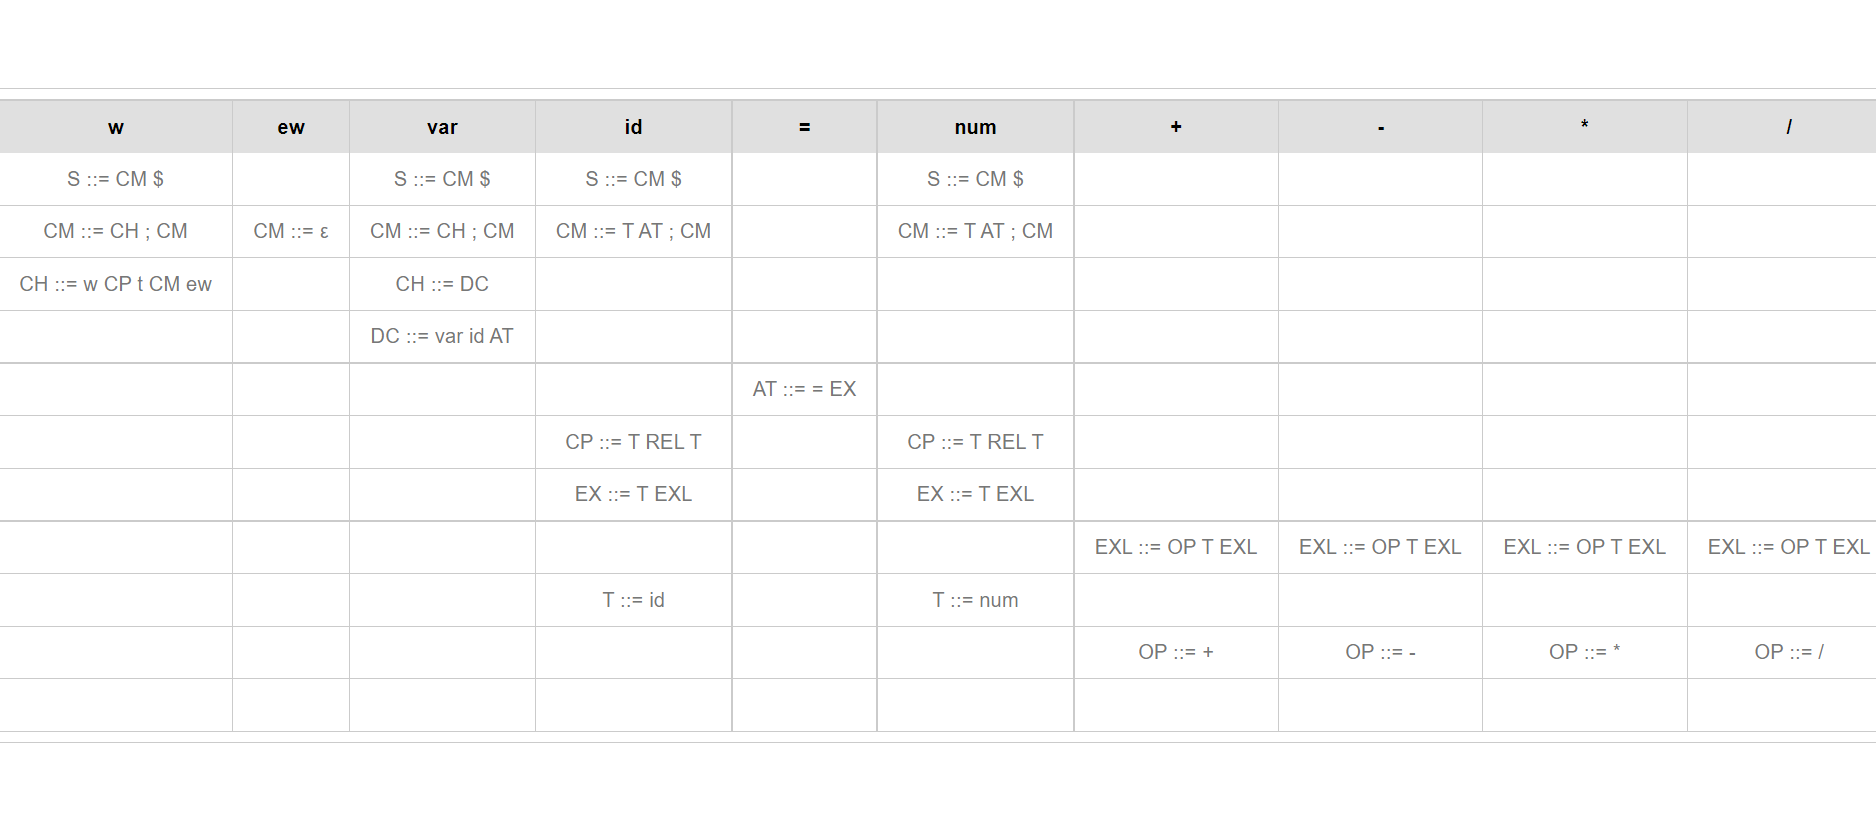 w ew var id = num + - * /
S ::= CM $ S ::= CM $ S ::= CM $ S ::= CM $
CM ::= CH ; CM CM ::= ε CM ::= CH ; CM CM ::= T AT ; CM CM ::= T AT ; CM
CH ::= w CP t CM ew CH ::= DC
DC ::= var id AT
AT ::= = EX
CP ::= T REL T CP ::= T REL T
EX ::= T EXL EX ::= T EXL
EXL ::= OP T EXL EXL ::= OP T EXL EXL ::= OP T EXL EXL ::= OP T EXL
T ::= id T ::= num
OP ::= + OP ::= - OP ::= * OP ::= /